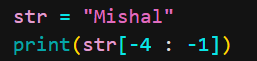 str = "Mishal"
print(str[-4 : -1])